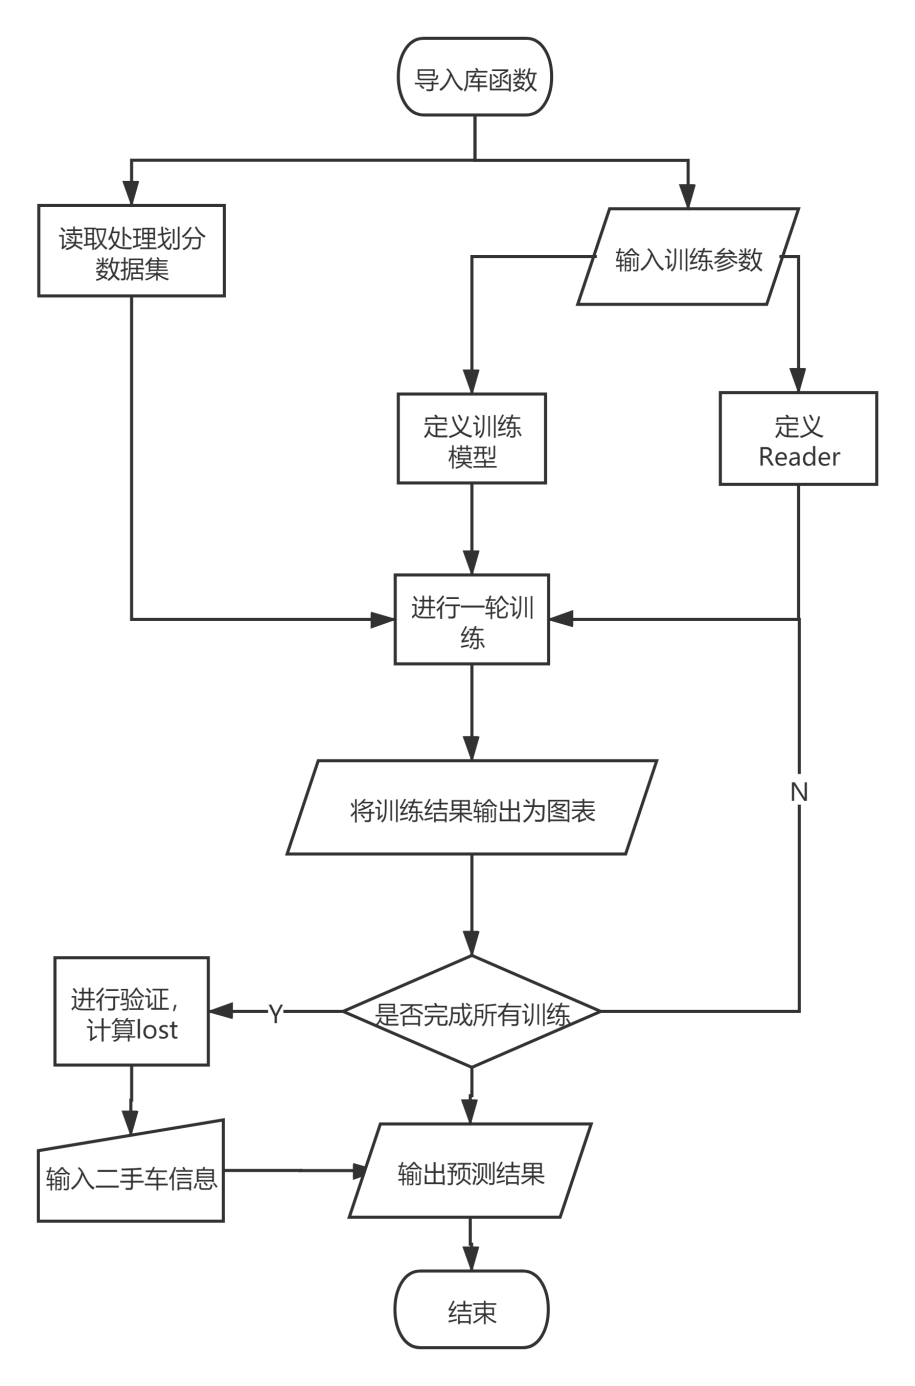 导入库函数
读取处理划分
数据集
输入训练参数
定义训练
模型
定义
Reader
进行一轮训
练
将训练结果输出为图表
N
是否完成所有训练
Y
进行验证，
计算lost
输入二手车信息
输出预测结果
结束